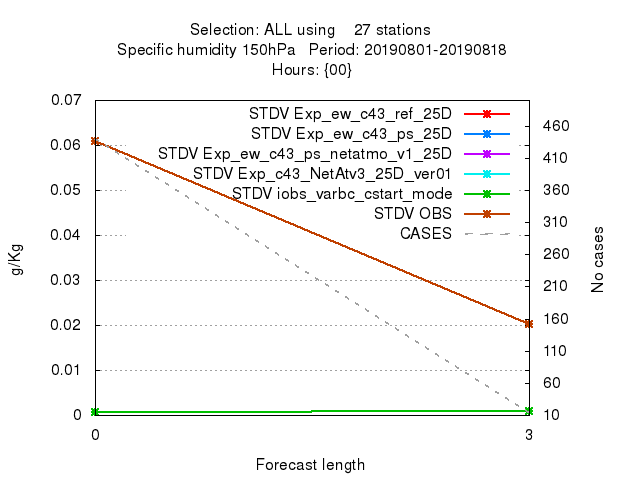 Selection: ALL using 27 stations
Specific humidity 150hPa Period: 20190801-20190818
Hours: {00}
0.07
0.06
0.05
0.04
0.03
0.02
0.01
0
g/Kg
STDV Exp_ew_c43_ref_25D
STDV Exp_ew_c43_ps_25D
STDV Exp_ew_c43_ps_netatmo_v1_25D
STDV Exp_c43_NetAtv3_25D_ver01
STDV iobs_varbc_cstart_mode
STDV OBS
CASES
460
410
360
310
260
210
160
110
60
10
No cases
0
3
Forecast length